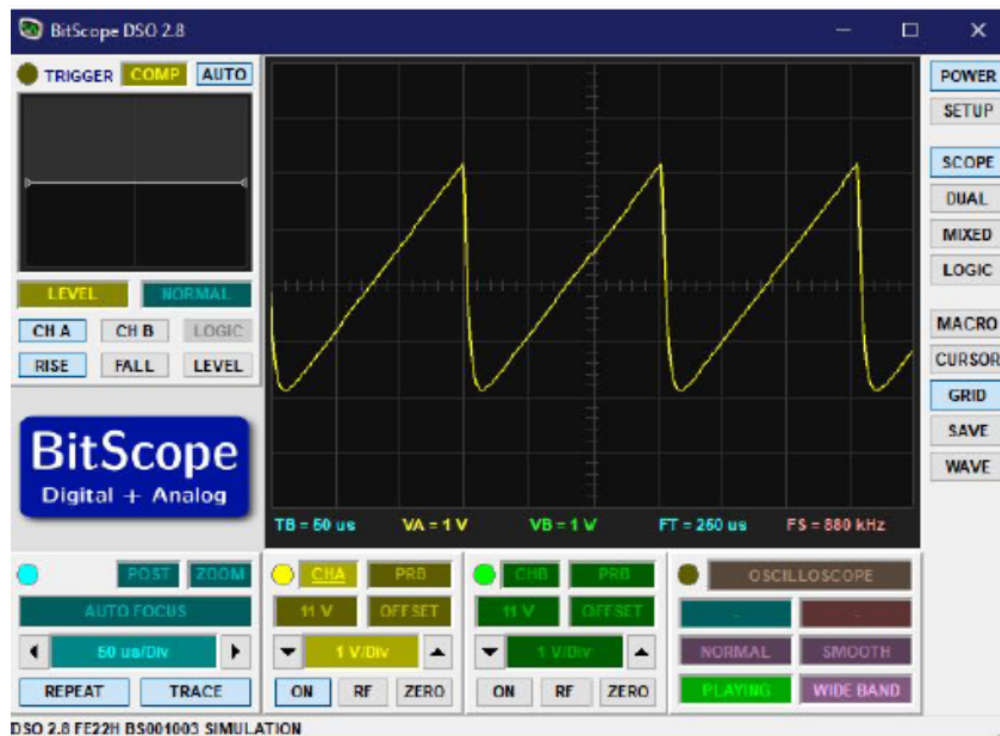 BitScope DSO 2.8
TRIGGER COMP AUTO
LEVEL NORMAL
CH A CH B LOGIC
RISE FALL LEVEL
BitScope
Digital + Analog
TB = 50 us VA = 1 V VB = 1 V FT = 250 us FS = 880 kHz
POWER
SETUP
SCOPE
DUAL
MIXED
LOGIC
MACRO
CURSOR
GRID
SAVE
WAVE
POST ZOOM
AUTO FOCUS
50 us/Div
REPEAT TRACE
CHA PRB
11 V OFFSET
1 V/Div
ON RF ZERO
CHB PRB
11 V OFFSET
1 V/Div
ON RF ZERO
OSCILLOSCOPE
- -
NORMAL SMOOTH
PLAYING WIDE BAND
DSO 2.8 FE22H BS001003 SIMULATION